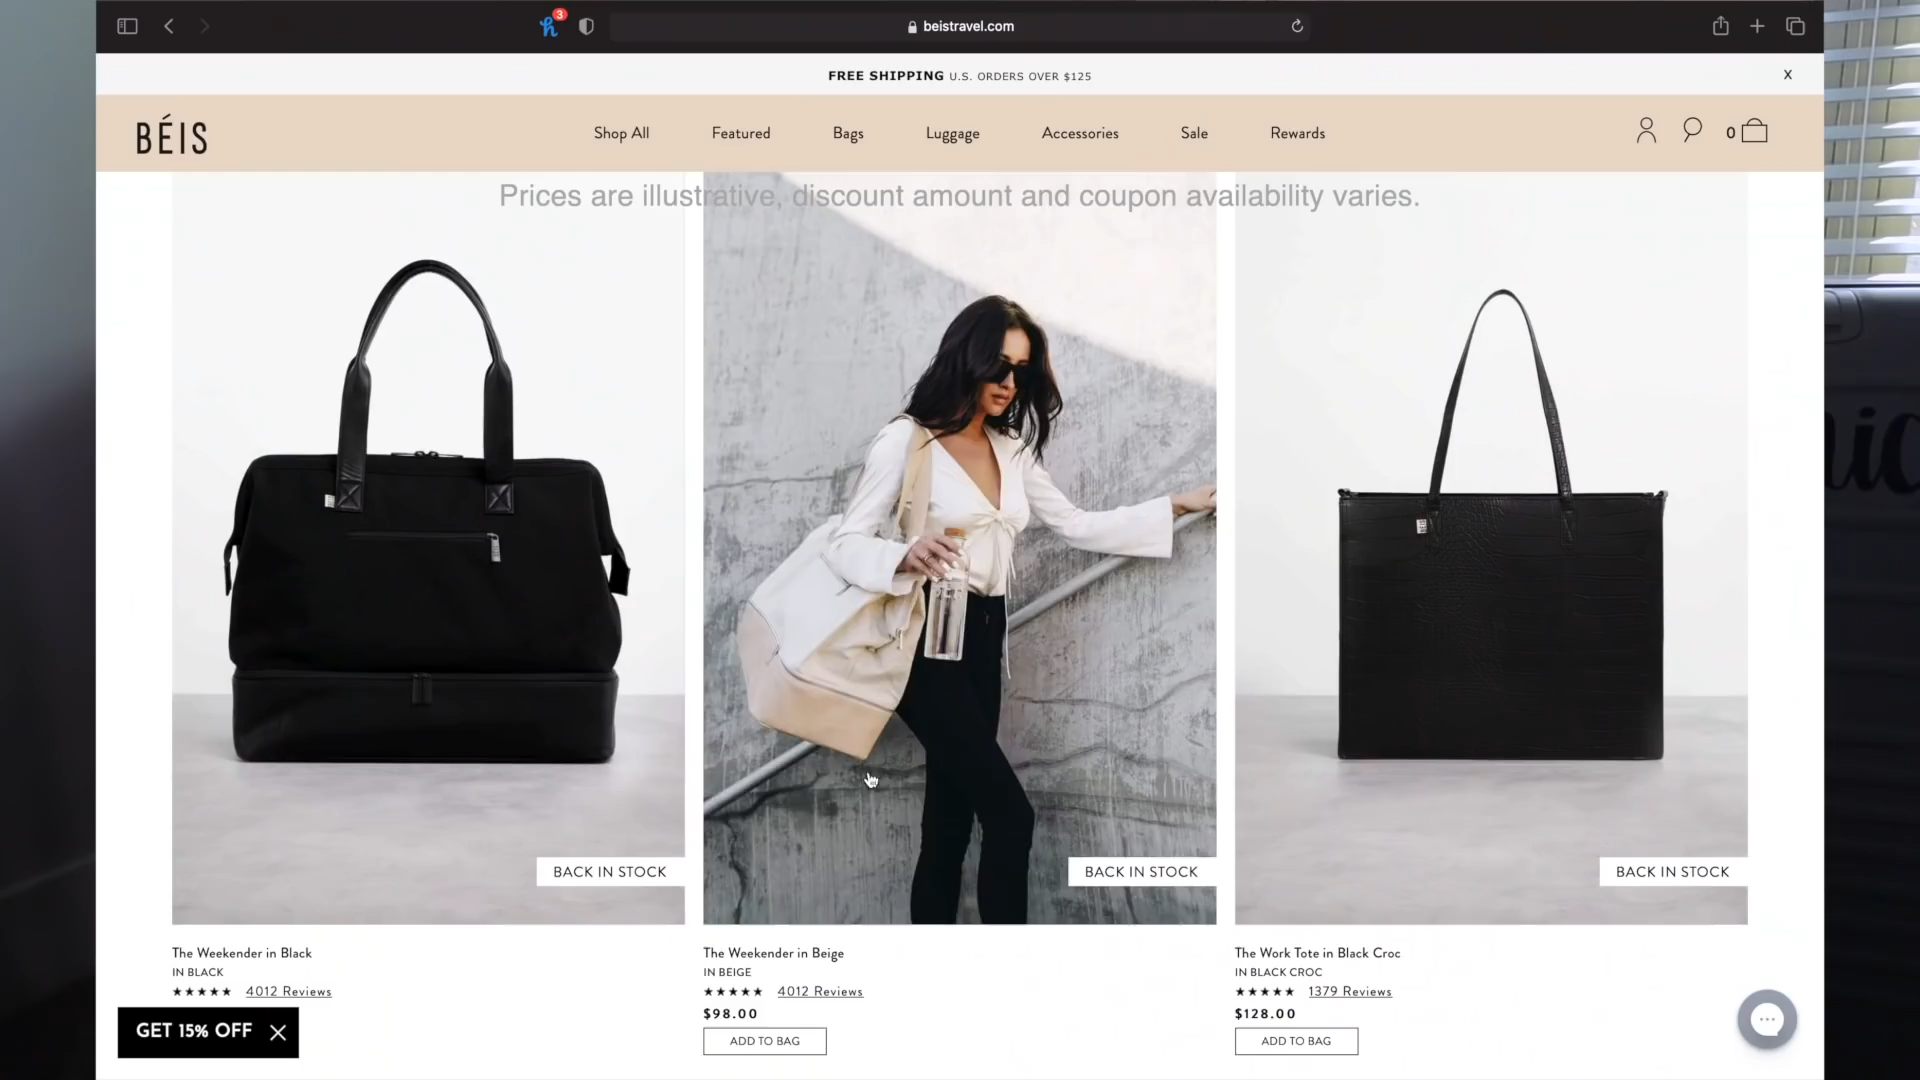 3
beistravel.com
FREE SHIPPING U.S. ORDERS OVER $125
X
BÉIS
Shop All
Featured
Bags
Luggage
Accessories
Sale
Rewards
0
Prices are illustrative, discount amount and coupon availability varies.
BACK IN STOCK
BACK IN STOCK
BACK IN STOCK
The Weekender in Black
IN BLACK
4012 Reviews
The Weekender in Beige
IN BEIGE
4012 Reviews
$98.00
ADD TO BAG
The Work Tote in Black Croc
IN BLACK CROC
1379 Reviews
$128.00
ADD TO BAG
GET 15% OFF